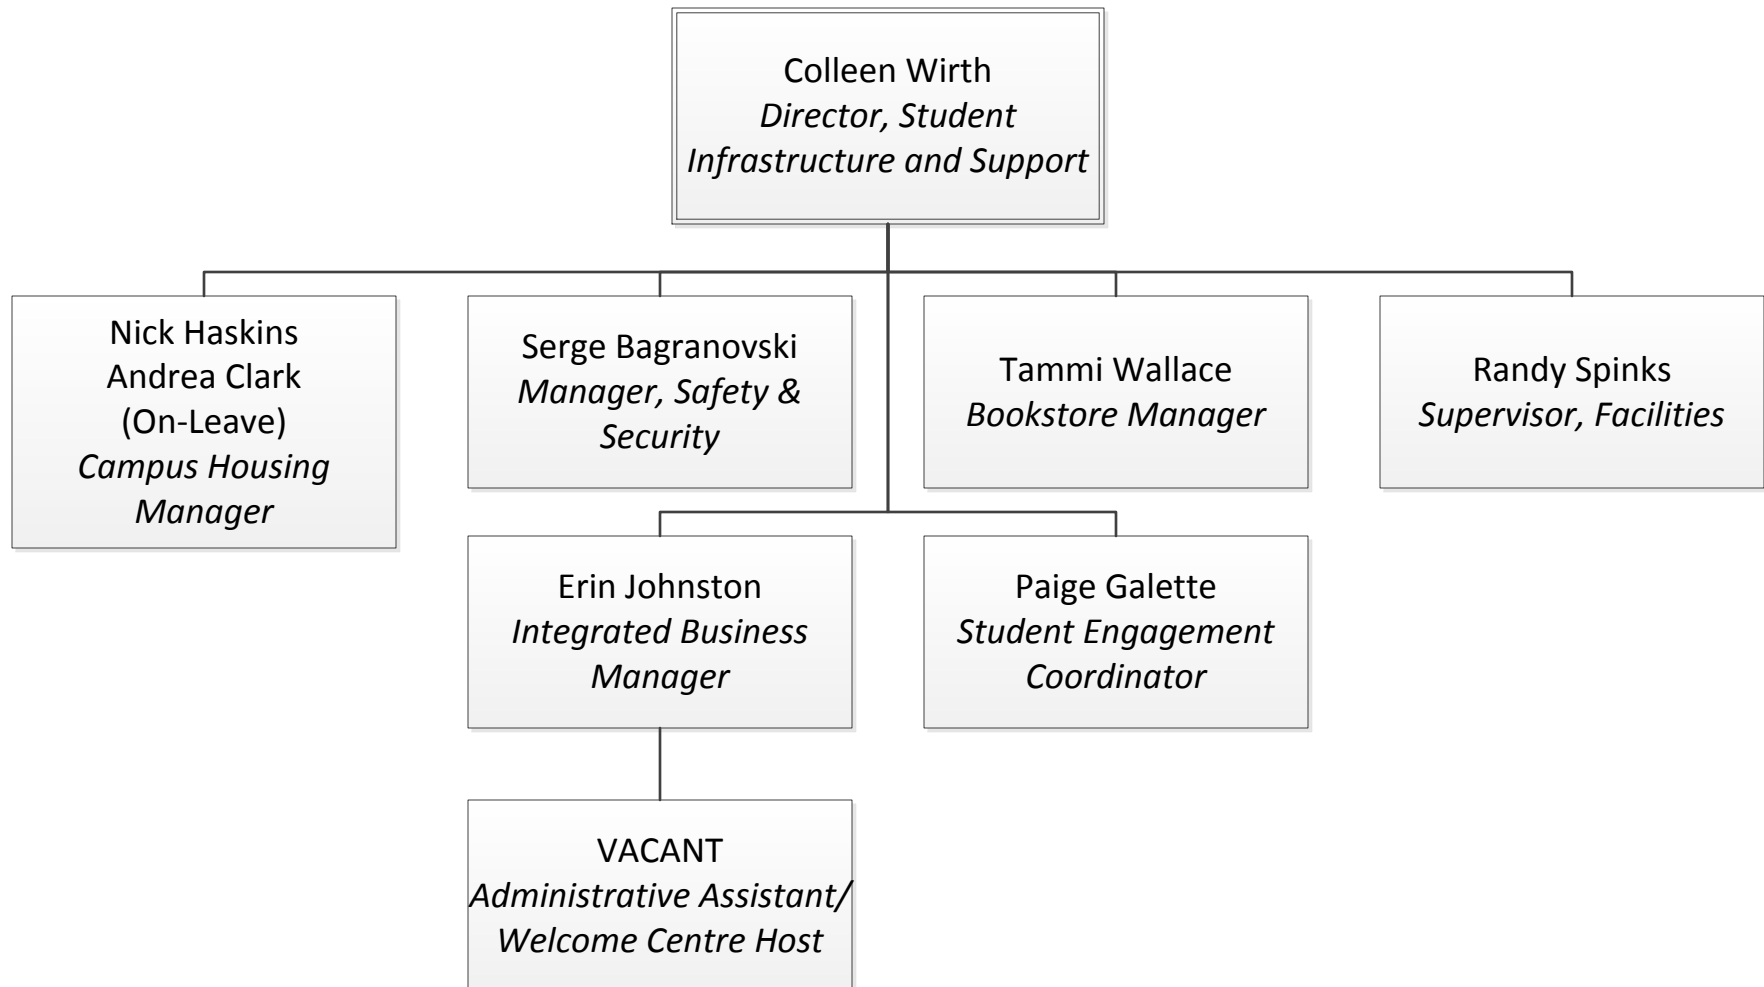 Colleen Wirth
Director, Student
Infrastructure and Support
Nick Haskins
Andrea Clark
(On-Leave)
Campus Housing
Manager
Serge Bagranovski
Manager, Safety &
Security
Tammi Wallace
Bookstore Manager
Randy Spinks
Supervisor, Facilities
Erin Johnston
Integrated Business
Manager
Paige Galette
Student Engagement
Coordinator
VACANT
Administrative Assistant/
Welcome Centre Host